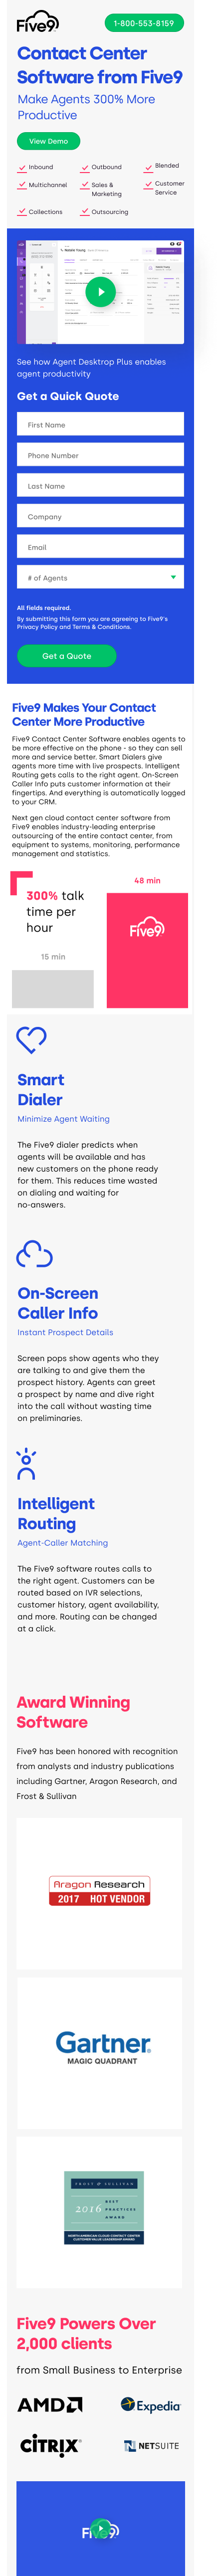 Five9
1-800-553-8159
Contact Center
Software from Five9
Make Agents 300% More
Productive
View Demo
Inbound
Outbound
Blended
Multichannel
Sales &
Marketing
Customer
Service
Collections
Outsourcing
See how Agent Desktrop Plus enables
agent productivity
Get a Quick Quote
First Name
Phone Number
Last Name
Company
Email
# of Agents
All fields required.
By submitting this form you are agreeing to Five9's
Privacy Policy and Terms & Conditions.
Get a Quote
Five9 Makes Your Contact
Center More Productive
Five9 Contact Center Software enables agents to
be more effective on the phone - so they can sell
more and service better. Smart Dialers give
agents more time with live prospects. Intelligent
Routing gets calls to the right agent. On-Screen
Caller Info puts customer information at their
fingertips. And everything is automatically logged
to your CRM.
Next gen cloud contact center software from
Five9 enables industry-leading enterprise
outsourcing of the entire contact center, from
equipment to systems, monitoring, performance
management and statistics.
300% talk
time per
hour
15 min
48 min
Five9
Smart
Dialer
Minimize Agent Waiting
The Five9 dialer predicts when
agents will be available and has
new customers on the phone ready
for them. This reduces time wasted
on dialing and waiting for
no-answers.
On-Screen
Caller Info
Instant Prospect Details
Screen pops show agents who they
are talking to and give them the
prospect history. Agents can greet
a prospect by name and dive right
into the call without wasting time
on preliminaries.
Intelligent
Routing
Agent-Caller Matching
The Five9 software routes calls to
the right agent. Customers can be
routed based on IVR selections,
customer history, agent availability,
and more. Routing can be changed
at a click.
Award Winning
Software
Five9 has been honored with recognition
from analysts and industry publications
including Gartner, Aragon Research, and
Frost & Sullivan
Aragon Research
2017 HOT VENDOR
Gartner
MAGIC QUADRANT
FROST & SULLIVAN
2016 BEST
PRACTICES
AWARD
NORTH AMERICAN CLOUD CONTACT CENTER
CUSTOMER VALUE LEADERSHIP AWARD
Five9 Powers Over
2,000 clients
from Small Business to Enterprise
AMD
Expedia
CITRIX
NETSUITE
Five9